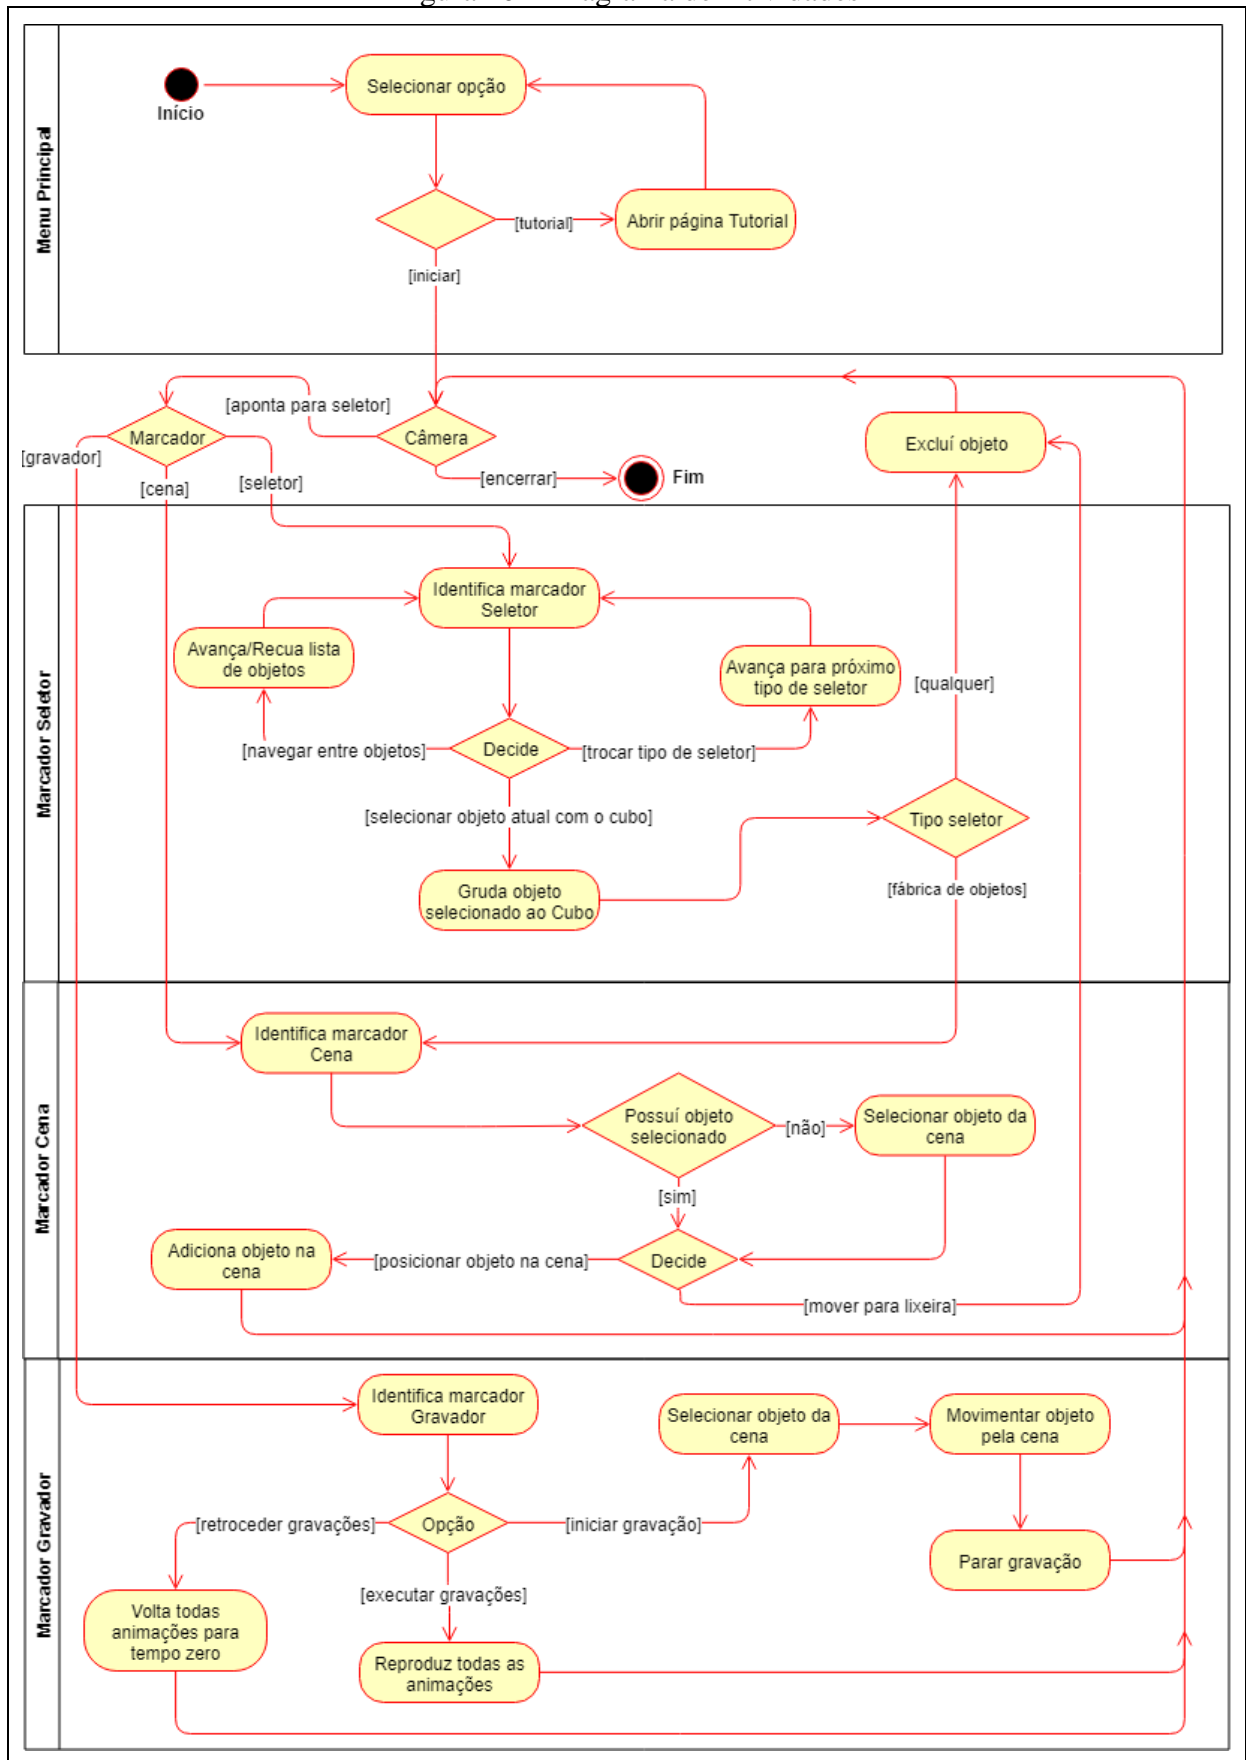 Selecionar opção
Início
Menu Principal
[tutorial]
Abrir página Tutorial
[iniciar]
[aponta para seletor]
Marcador
Câmera
Excluí objeto
[gravador]
[cena]
[seletor]
[encerrar]
Fim
Marcador Seletor
Identifica marcador
Seletor
Avança/Recua lista
de objetos
Avança para próximo
tipo de seletor
[qualquer]
[navegar entre objetos]
Decide
[trocar tipo de seletor]
[selecionar objeto atual com o cubo]
Tipo seletor
Gruda objeto
selecionado ao Cubo
[fábrica de objetos]
Marcador Cena
Identifica marcador
Cena
Possuí objeto
selecionado
[não]
Selecionar objeto da
cena
[sim]
Adiciona objeto na
cena
[posicionar objeto na cena]
Decide
[mover para lixeira]
Marcador Gravador
Identifica marcador
Gravador
Selecionar objeto da
cena
Movimentar objeto
pela cena
[retroceder gravações]
Opção
[iniciar gravação]
Parar gravação
[executar gravações]
Volta todas
animações para
tempo zero
Reproduz todas as
animações